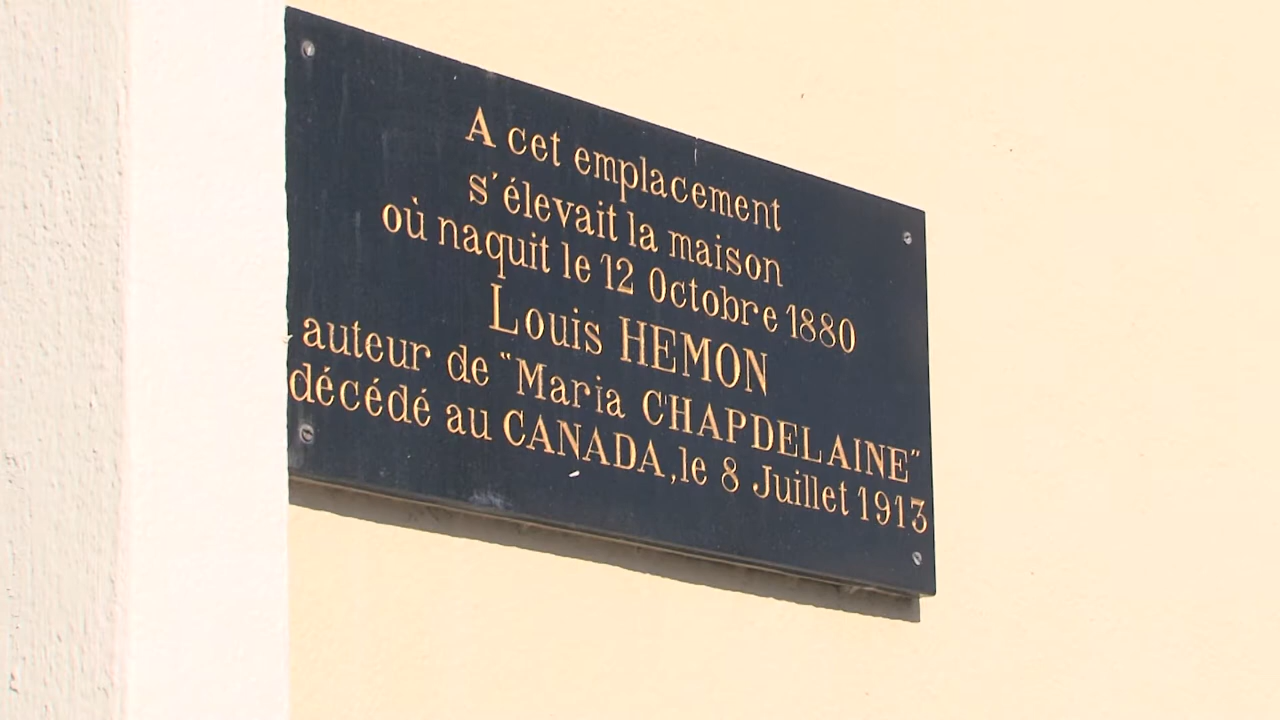 A cet emplacement
s'élevait la maison
où naquit le 12 Octobre 1880
Louis HEMON
auteur de "Maria CHAPDELAINE"
décédé au CANADA, le 8 Juillet 1913